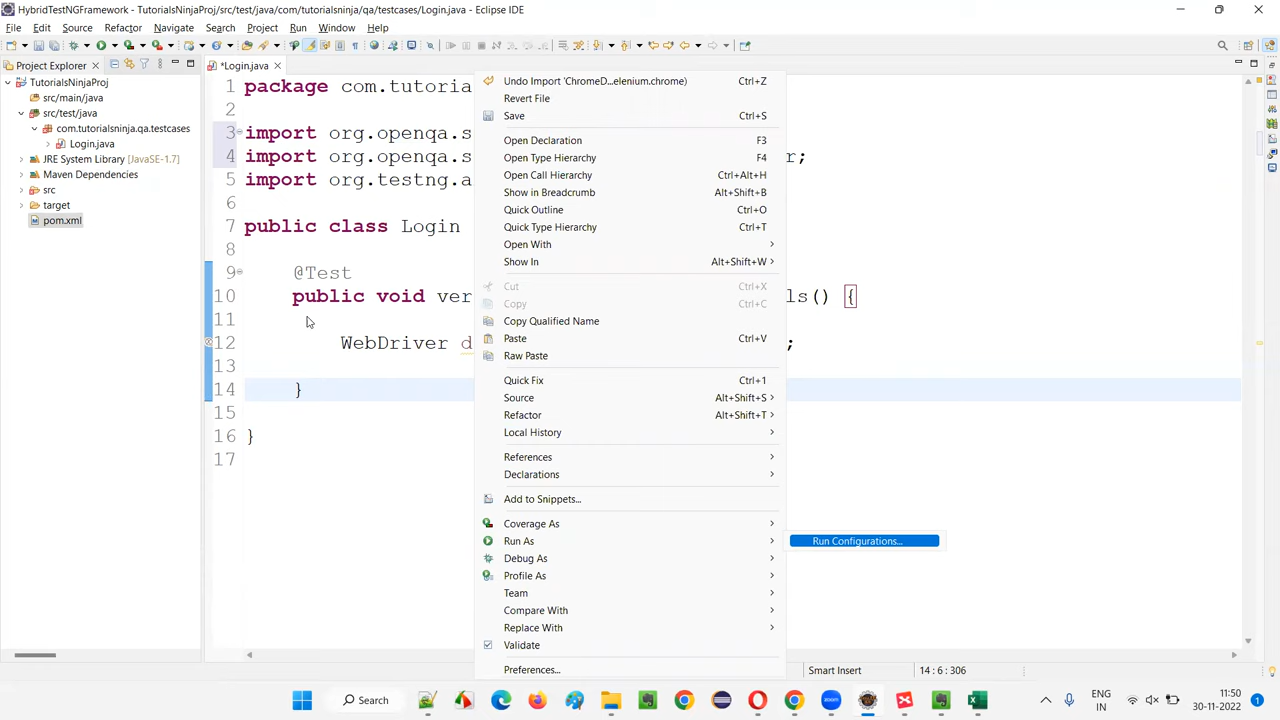 HybridTestNGFramework - TutorialsNinjaProj/src/test/java/com/tutorialsninja/qa/testcases/Login.java - Eclipse IDE
File Edit Source Refactor Navigate Search Project Run Window Help
Project Explorer
*Login.java
TutorialsNinjaProj
src/main/java
src/test/java
com.tutorialsninja.qa.testcases
Login.java
JRE System Library [JavaSE-1.7]
Maven Dependencies
src
target
pom.xml
1 package com.tutoria
2
3 import org.openqa.s
4 import org.openqa.s r;
5 import org.testng.a
6
7 public class Login
8
9 @Test
10 public void ver ls() {
11
12 WebDriver d ;
13
14 }
15
16 }
17
Undo Import 'ChromeD...elenium.chrome) Ctrl+Z
Revert File
Save Ctrl+S
Open Declaration F3
Open Type Hierarchy F4
Open Call Hierarchy Ctrl+Alt+H
Show in Breadcrumb Alt+Shift+B
Quick Outline Ctrl+O
Quick Type Hierarchy Ctrl+T
Open With
Show In Alt+Shift+W
Cut Ctrl+X
Copy Ctrl+C
Copy Qualified Name
Paste Ctrl+V
Raw Paste
Quick Fix Ctrl+1
Source Alt+Shift+S
Refactor Alt+Shift+T
Local History
References
Declarations
Add to Snippets...
Coverage As
Run As
Debug As
Profile As
Team
Compare With
Replace With
Validate
Preferences...
Run Configurations...
Smart Insert 14 : 6 : 306
Search
ENG
IN
11:50
30-11-2022
1